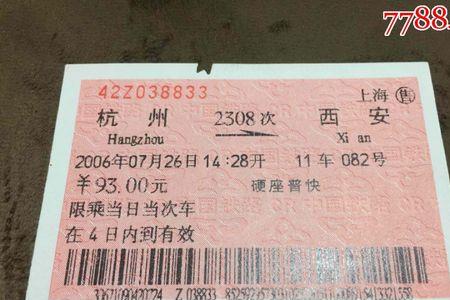 7788
42Z038833
上海 售
杭州 2308次 西安
Hangzhou Xi an
2006年07月26日14:28开 11车 082号
￥93.00元 硬座普快
限乘当日当次车
在4日内到有效